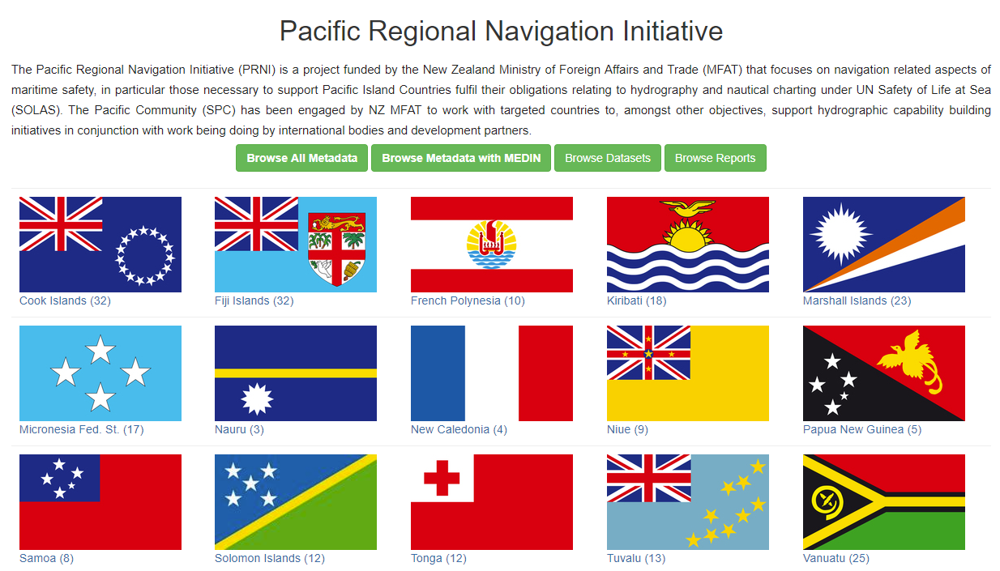 Pacific Regional Navigation Initiative
The Pacific Regional Navigation Initiative (PRNI) is a project funded by the New Zealand Ministry of Foreign Affairs and Trade (MFAT) that focuses on navigation related aspects of
maritime safety, in particular those necessary to support Pacific Island Countries fulfil their obligations relating to hydrography and nautical charting under UN Safety of Life at Sea
(SOLAS). The Pacific Community (SPC) has been engaged by NZ MFAT to work with targeted countries to, amongst other objectives, support hydrographic capability building
initiatives in conjunction with work being doing by international bodies and development partners.
Browse All Metadata Browse Metadata with MEDIN Browse Datasets Browse Reports
Cook Islands (32) Fiji Islands (32) French Polynesia (10) Kiribati (18) Marshall Islands (23)
Micronesia Fed. St. (17) Nauru (3) New Caledonia (4) Niue (9) Papua New Guinea (5)
Samoa (8) Solomon Islands (12) Tonga (12) Tuvalu (13) Vanuatu (25)